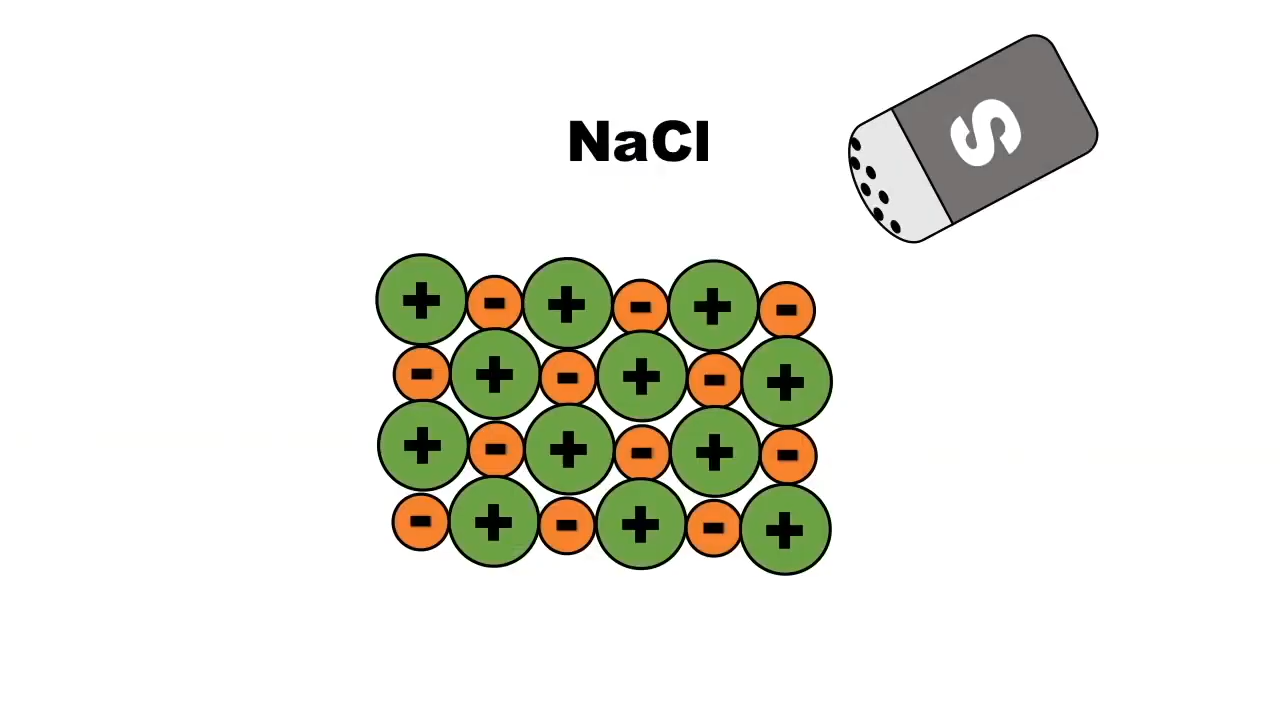 NaCl
S
+ - + - + -
- + - + - +
+ - + - + -
- + - + - +